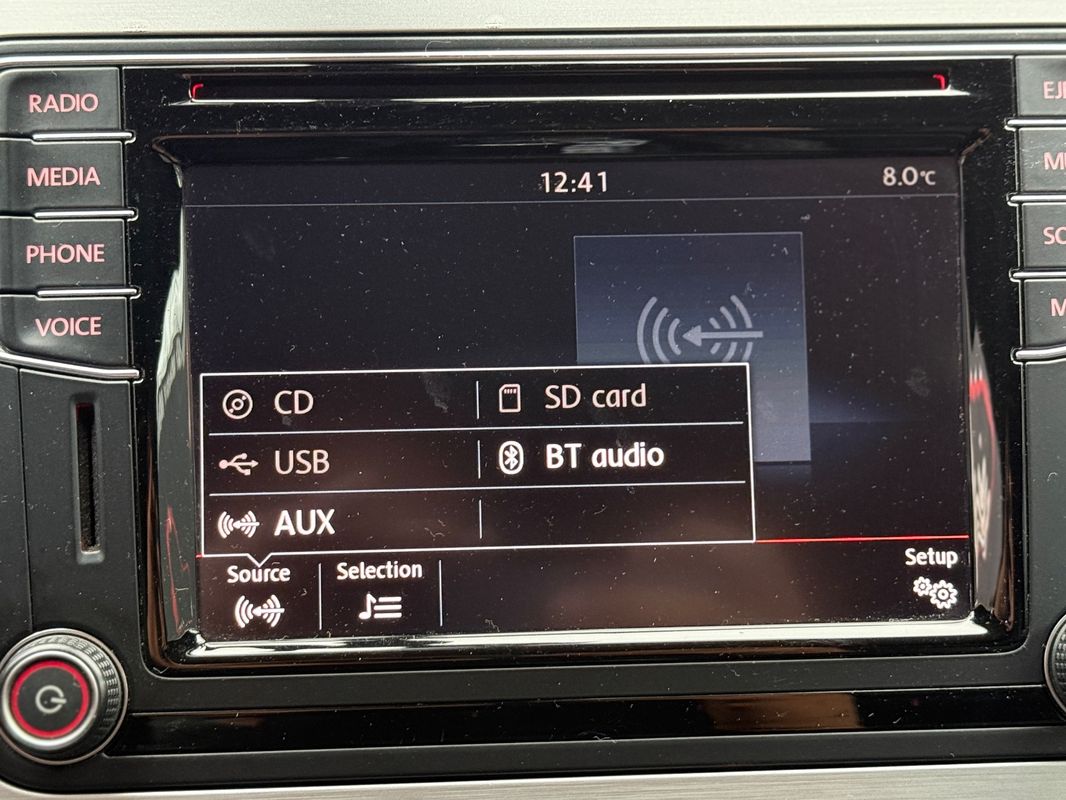 RADIO
MEDIA
PHONE
VOICE
12:41
8.0°C
CD
SD card
USB
BT audio
AUX
Source
Selection
Setup